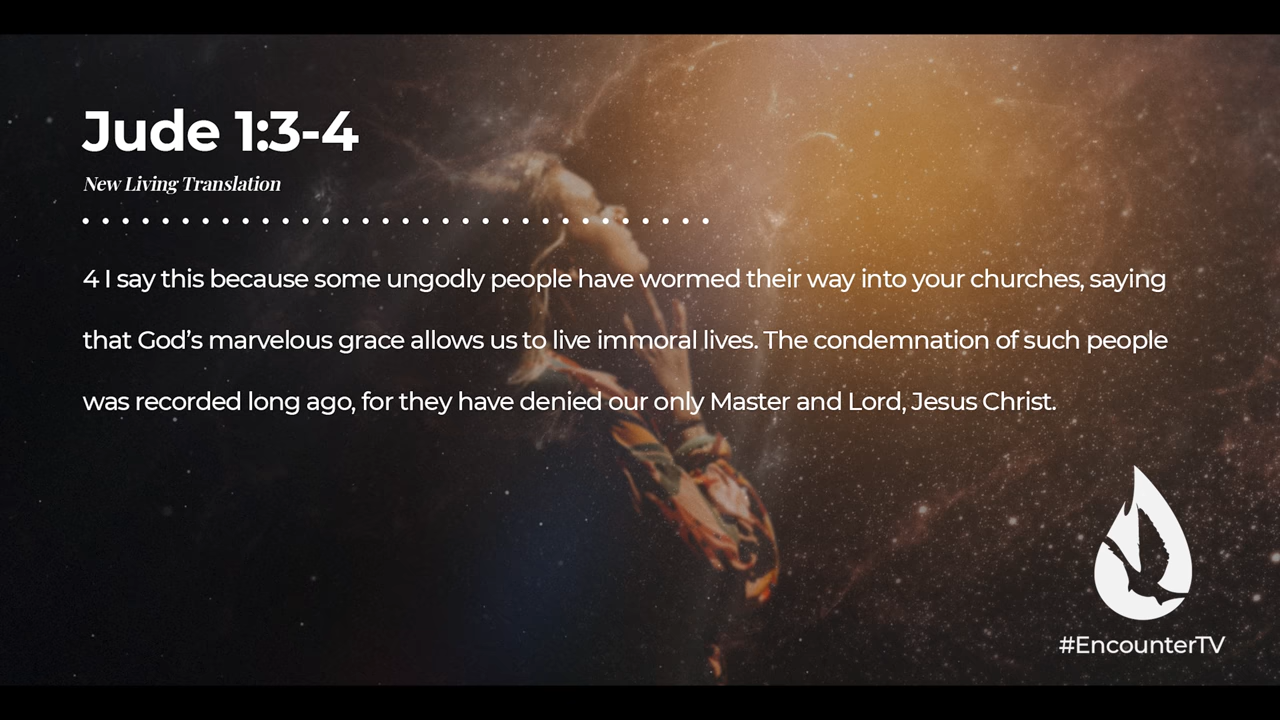 Jude 1:3-4
New Living Translation
4 I say this because some ungodly people have wormed their way into your churches, saying
that God’s marvelous grace allows us to live immoral lives. The condemnation of such people
was recorded long ago, for they have denied our only Master and Lord, Jesus Christ.
#EncounterTV